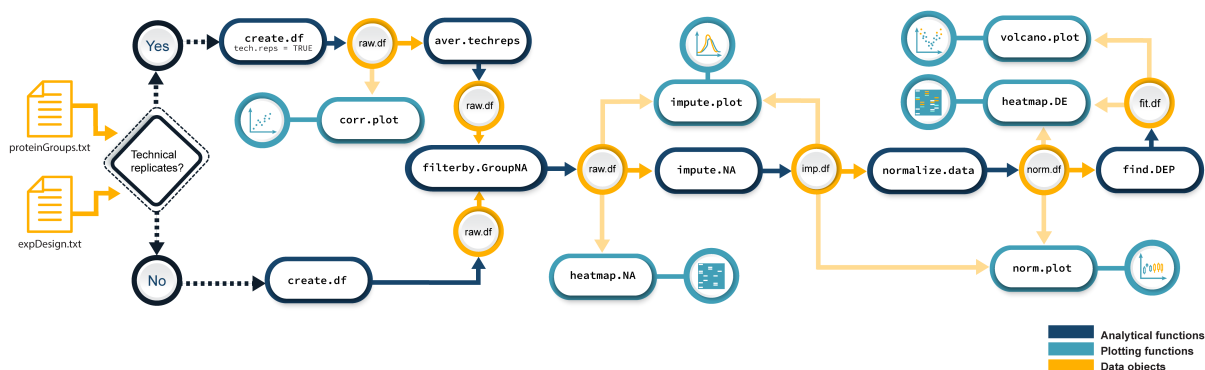 Yes
create.df
tech.reps = TRUE
raw.df
aver.techreps
volcano.plot
proteinGroups.txt
corr.plot
raw.df
impute.plot
heatmap.DE
fit.df
Technical
replicates?
filterby.GroupNA
raw.df
impute.NA
imp.df
normalize.data
norm.df
find.DEP
expDesign.txt
raw.df
No
create.df
heatmap.NA
norm.plot
Analytical functions
Plotting functions
Data objects